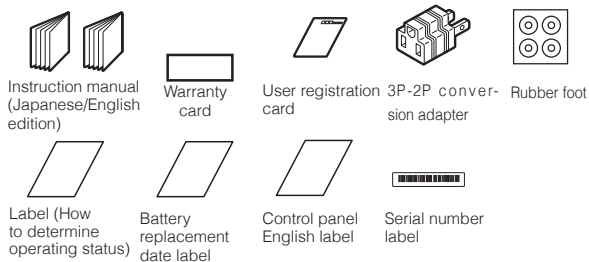 Instruction manual
(Japanese/English
edition)
Warranty
card
User registration
card
3P-2P conver-
sion adapter
Rubber foot
Label (How
to determine
operating status)
Battery
replacement
date label
Control panel
English label
Serial number
label